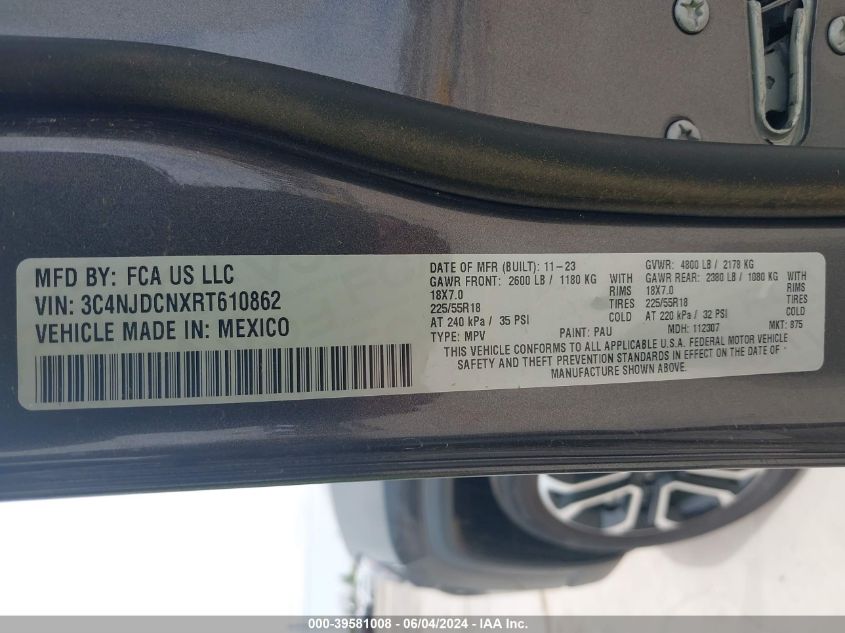 MFD BY: FCA US LLC
VIN: 3C4NJDCNXRT610862
VEHICLE MADE IN: MEXICO
DATE OF MFR (BUILT): 11-23 GVWR: 4800 LB / 2178 KG
GAWR FRONT: 2600 LB / 1180 KG WITH GAWR REAR: 2380 LB / 1080 KG WITH
18X7.0 RIMS 18X7.0 RIMS
225/55R18 TIRES 225/55R18 TIRES
AT 240 kPa / 35 PSI COLD AT 220 kPa / 32 PSI COLD
TYPE: MPV PAINT: PAU MDH: 112307 MKT: 875
THIS VEHICLE CONFORMS TO ALL APPLICABLE U.S.A. FEDERAL MOTOR VEHICLE
SAFETY AND THEFT PREVENTION STANDARDS IN EFFECT ON THE DATE OF
MANUFACTURE SHOWN ABOVE.
000-39581008 - 06/04/2024 - IAA Inc.